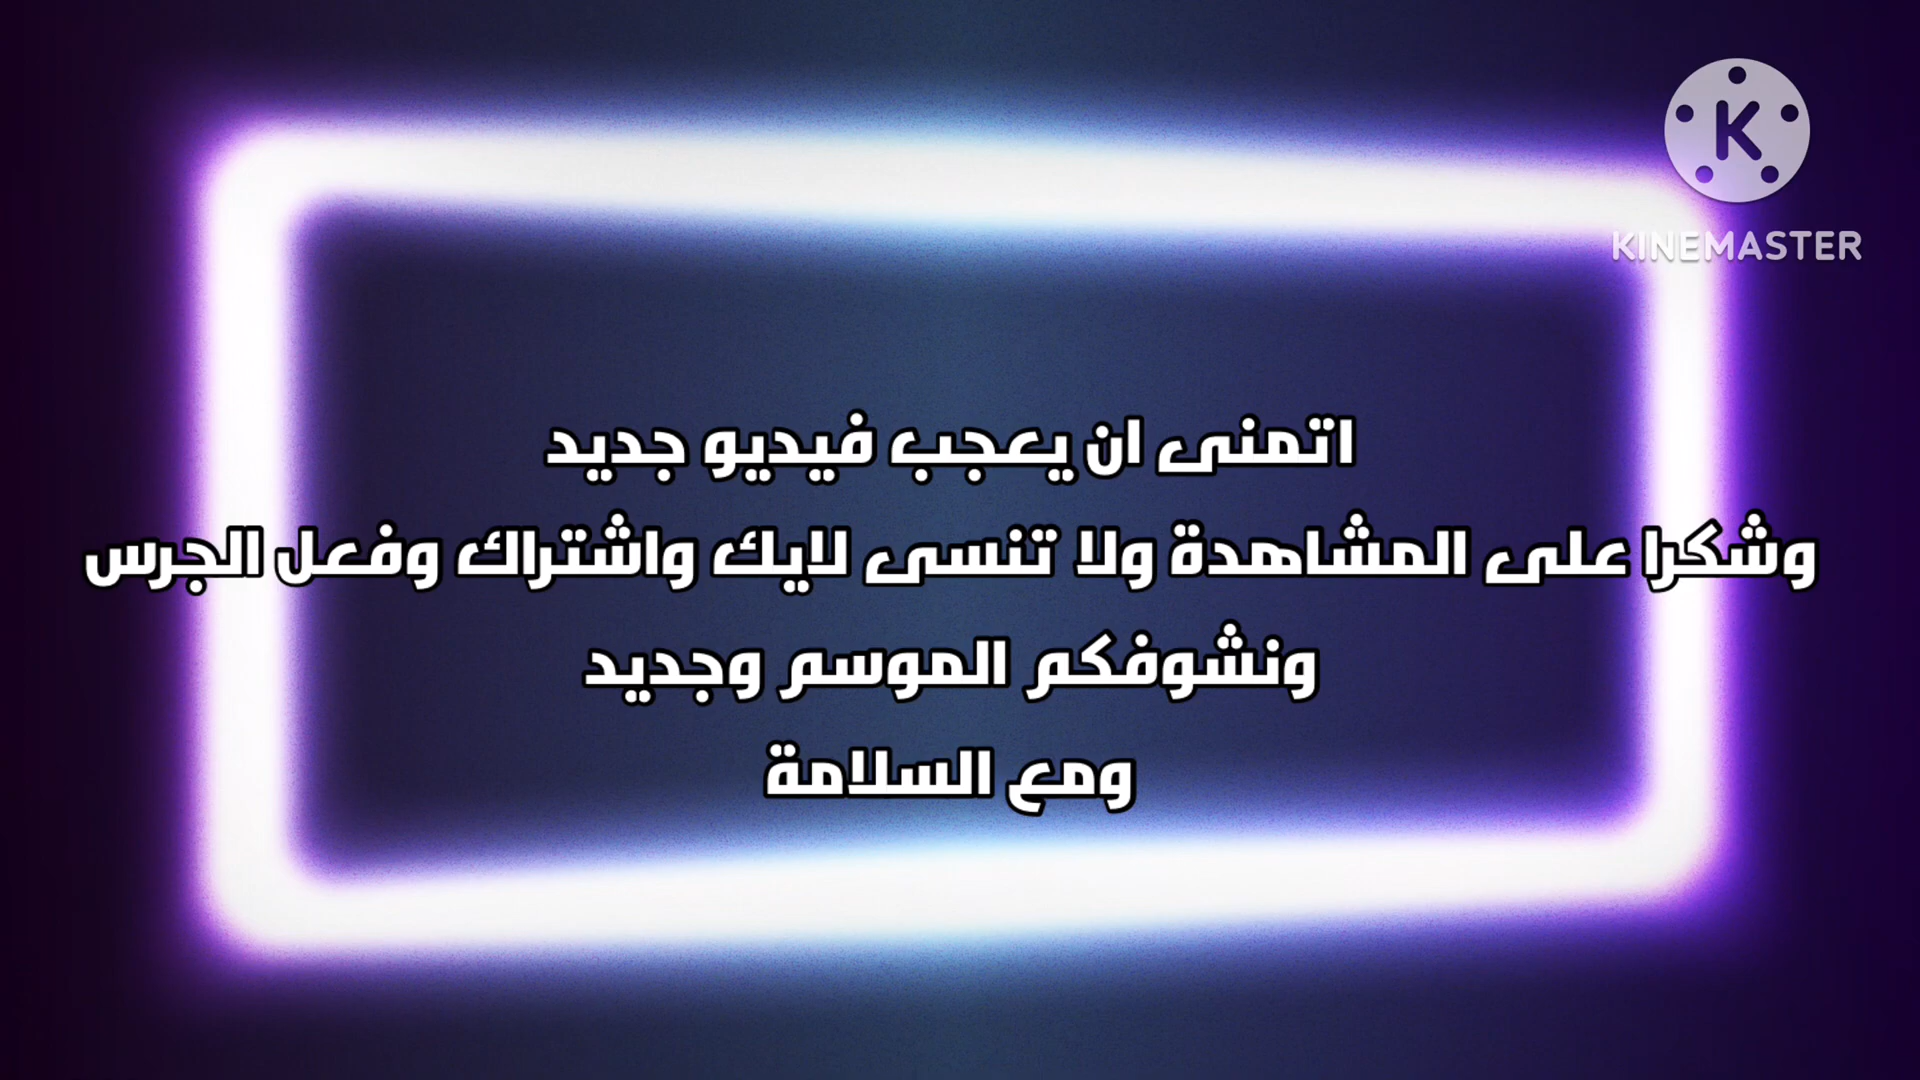 KINEMASTER
اتمنى ان يعجب فيديو جديد
وشكرا على المشاهدة ولا تنسى لايك واشتراك وفعل الجرس
ونشوفكم الموسم وجديد
ومع السلامة